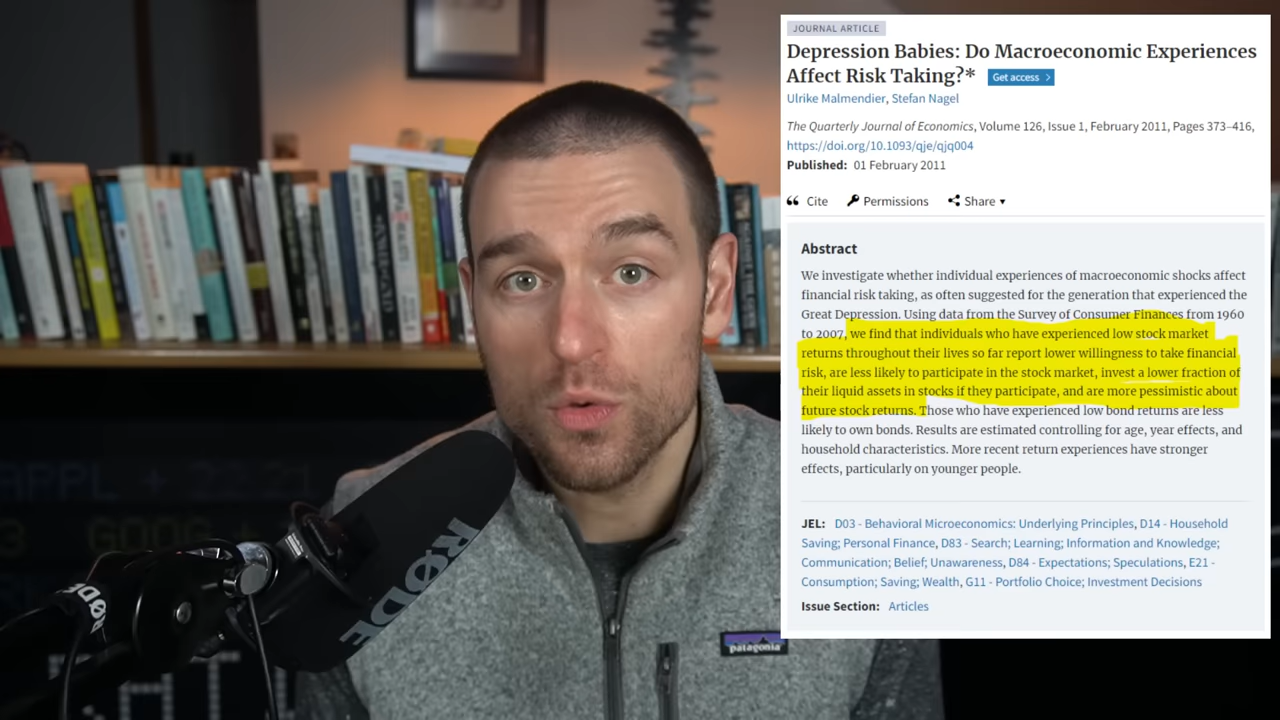 JOURNAL ARTICLE
Depression Babies: Do Macroeconomic Experiences
Affect Risk Taking?* Get access >
Ulrike Malmendier, Stefan Nagel
The Quarterly Journal of Economics, Volume 126, Issue 1, February 2011, Pages 373–416,
https://doi.org/10.1093/qje/qjq004
Published: 01 February 2011
Cite Permissions Share
Abstract
We investigate whether individual experiences of macroeconomic shocks affect
financial risk taking, as often suggested for the generation that experienced the
Great Depression. Using data from the Survey of Consumer Finances from 1960
to 2007, we find that individuals who have experienced low stock market
returns throughout their lives so far report lower willingness to take financial
risk, are less likely to participate in the stock market, invest a lower fraction of
their liquid assets in stocks if they participate, and are more pessimistic about
future stock returns. Those who have experienced low bond returns are less
likely to own bonds. Results are estimated controlling for age, year effects, and
household characteristics. More recent return experiences have stronger
effects, particularly on younger people.
JEL: D03 - Behavioral Microeconomics: Underlying Principles, D14 - Household
Saving; Personal Finance, D83 - Search; Learning; Information and Knowledge;
Communication; Belief; Unawareness, D84 - Expectations; Speculations, E21 -
Consumption; Saving; Wealth, G11 - Portfolio Choice; Investment Decisions
Issue Section: Articles
GOOG
RØDE
RØDE
patagonia